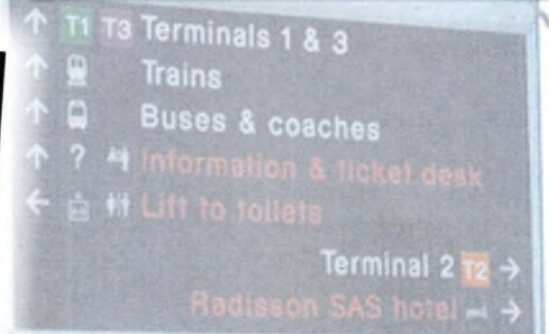 T1 T3 Terminals 1 & 3
Trains
Buses & coaches
? Information & ticket desk
Lift to toilets
Terminal 2 T2
Radisson SAS hotel